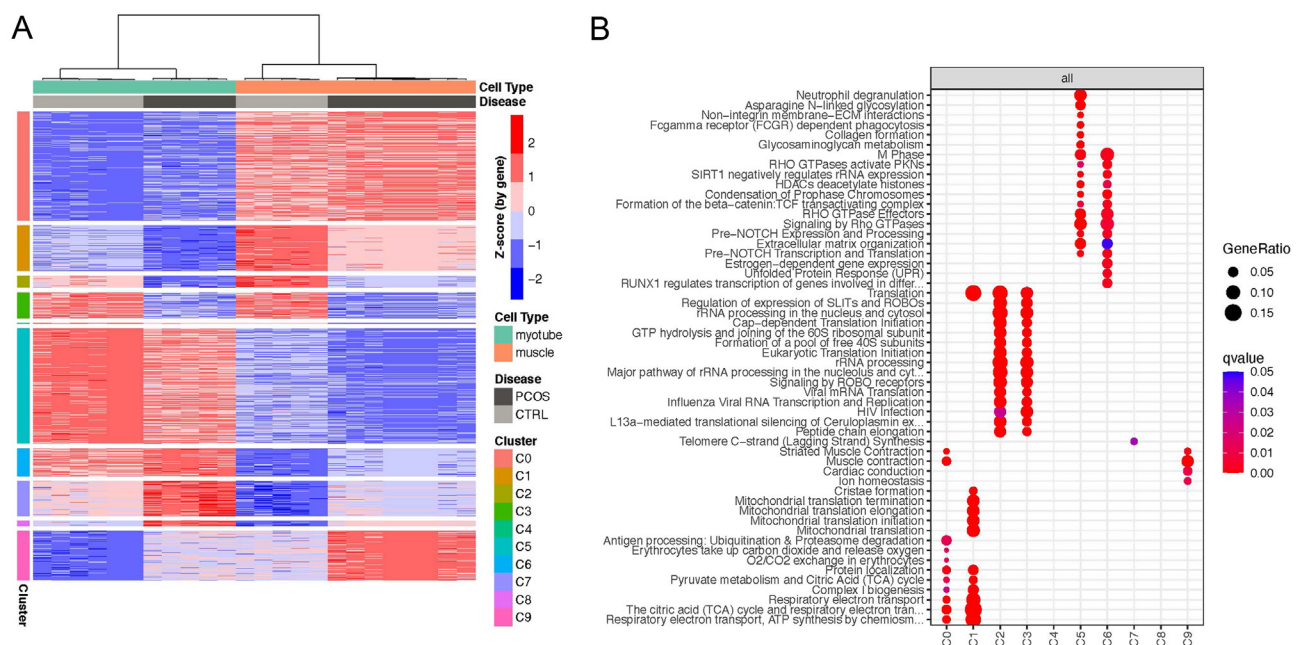 A
B
Cell Type
Disease
Z-score (by gene)
2
1
0
−1
−2
Cell Type
myotube
muscle
Disease
PCOS
CTRL
Cluster
C0
C1
C2
C3
C4
C5
C6
C7
C8
C9
Cluster
all
Neutrophil degranulation
Asparagine N-linked glycosylation
Non-integrin membrane-ECM interactions
Fcgamma receptor (FCGR) dependent phagocytosis
Collagen formation
Glycosaminoglycan metabolism
M Phase
RHO GTPases activate PKNs
SIRT1 negatively regulates rRNA expression
HDACs deacetylate histones
Condensation of Prophase Chromosomes
Formation of the beta-catenin:TCF transactivating complex
RHO GTPase Effectors
Signaling by Rho GTPases
Pre-NOTCH Expression and Processing
Extracellular matrix organization
Pre-NOTCH Transcription and Translation
Estrogen-dependent gene expression
Unfolded Protein Response (UPR)
RUNX1 regulates transcription of genes involved in differ...
Translation
Regulation of expression of SLITs and ROBOs
rRNA processing in the nucleus and cytosol
Cap-dependent Translation Initiation
GTP hydrolysis and joining of the 60S ribosomal subunit
Formation of a pool of free 40S subunits
Eukaryotic Translation Initiation
rRNA processing
Major pathway of rRNA processing in the nucleolus and cyt...
Signaling by ROBO receptors
Viral mRNA Translation
Influenza Viral RNA Transcription and Replication
HIV Infection
L13a-mediated translational silencing of Ceruloplasmin ex...
Peptide chain elongation
Telomere C-strand (Lagging Strand) Synthesis
Striated Muscle Contraction
Muscle contraction
Cardiac conduction
Ion homeostasis
Cristae formation
Mitochondrial translation termination
Mitochondrial translation elongation
Mitochondrial translation initiation
Mitochondrial translation
Antigen processing: Ubiquitination & Proteasome degradation
Erythrocytes take up carbon dioxide and release oxygen
O2/CO2 exchange in erythrocytes
Protein localization
Pyruvate metabolism and Citric Acid (TCA) cycle
Complex I biogenesis
Respiratory electron transport
The citric acid (TCA) cycle and respiratory electron tran...
Respiratory electron transport, ATP synthesis by chemiosm...
C0
C1
C2
C3
C4
C5
C6
C7
C8
C9
GeneRatio
0.05
0.10
0.15
qvalue
0.05
0.04
0.03
0.02
0.01
0.00